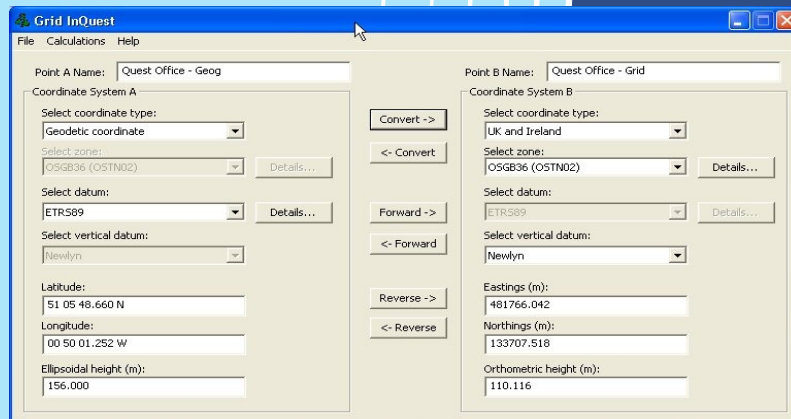 Grid InQuest
File Calculations Help
Point A Name: Quest Office - Geog
Coordinate System A
Select coordinate type:
Geodetic coordinate
Select zone:
OSGB36 (OSTN02) Details...
Select datum:
ETRS89 Details...
Select vertical datum:
Newlyn
Latitude:
51 05 48.660 N
Longitude:
00 50 01.252 W
Ellipsoidal height (m):
156.000
Convert ->
<- Convert
Forward ->
<- Forward
Reverse ->
<- Reverse
Point B Name: Quest Office - Grid
Coordinate System B
Select coordinate type:
UK and Ireland
Select zone:
OSGB36 (OSTN02) Details...
Select datum:
ETRS89 Details...
Select vertical datum:
Newlyn
Eastings (m):
481766.042
Northings (m):
133707.518
Orthometric height (m):
110.116